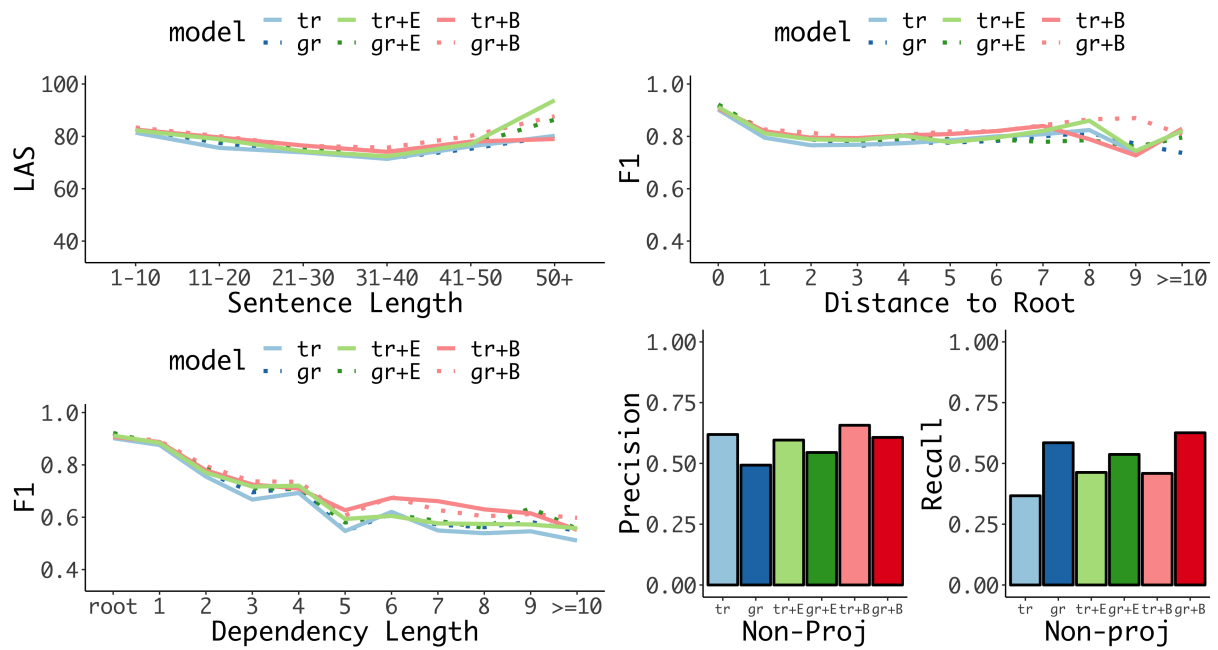 model tr tr+E tr+B
gr gr+E gr+B
LAS
100
80
60
40
1-10 11-20 21-30 31-40 41-50 50+
Sentence Length
model tr tr+E tr+B
gr gr+E gr+B
F1
1.0
0.8
0.6
0.4
0 1 2 3 4 5 6 7 8 9 >=10
Distance to Root
model tr tr+E tr+B
gr gr+E gr+B
F1
1.0
0.8
0.6
0.4
root 1 2 3 4 5 6 7 8 9 >=10
Dependency Length
Precision
1.00
0.75
0.50
0.25
0.00
tr gr tr+E gr+E tr+B gr+B
Non-Proj
Recall
1.00
0.75
0.50
0.25
0.00
tr gr tr+E gr+E tr+B gr+B
Non-proj